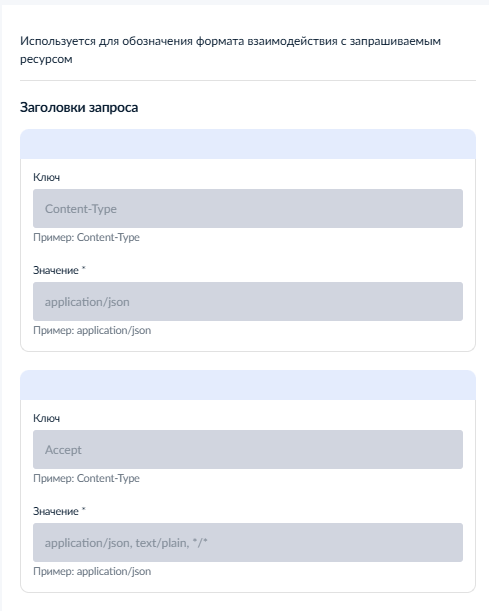 Используется для обозначения формата взаимодействия с запрашиваемым
ресурсом
Заголовки запроса
Ключ
Content-Type
Пример: Content-Type
Значение *
application/json
Пример: application/json
Ключ
Accept
Пример: Content-Type
Значение *
application/json, text/plain, */*
Пример: application/json